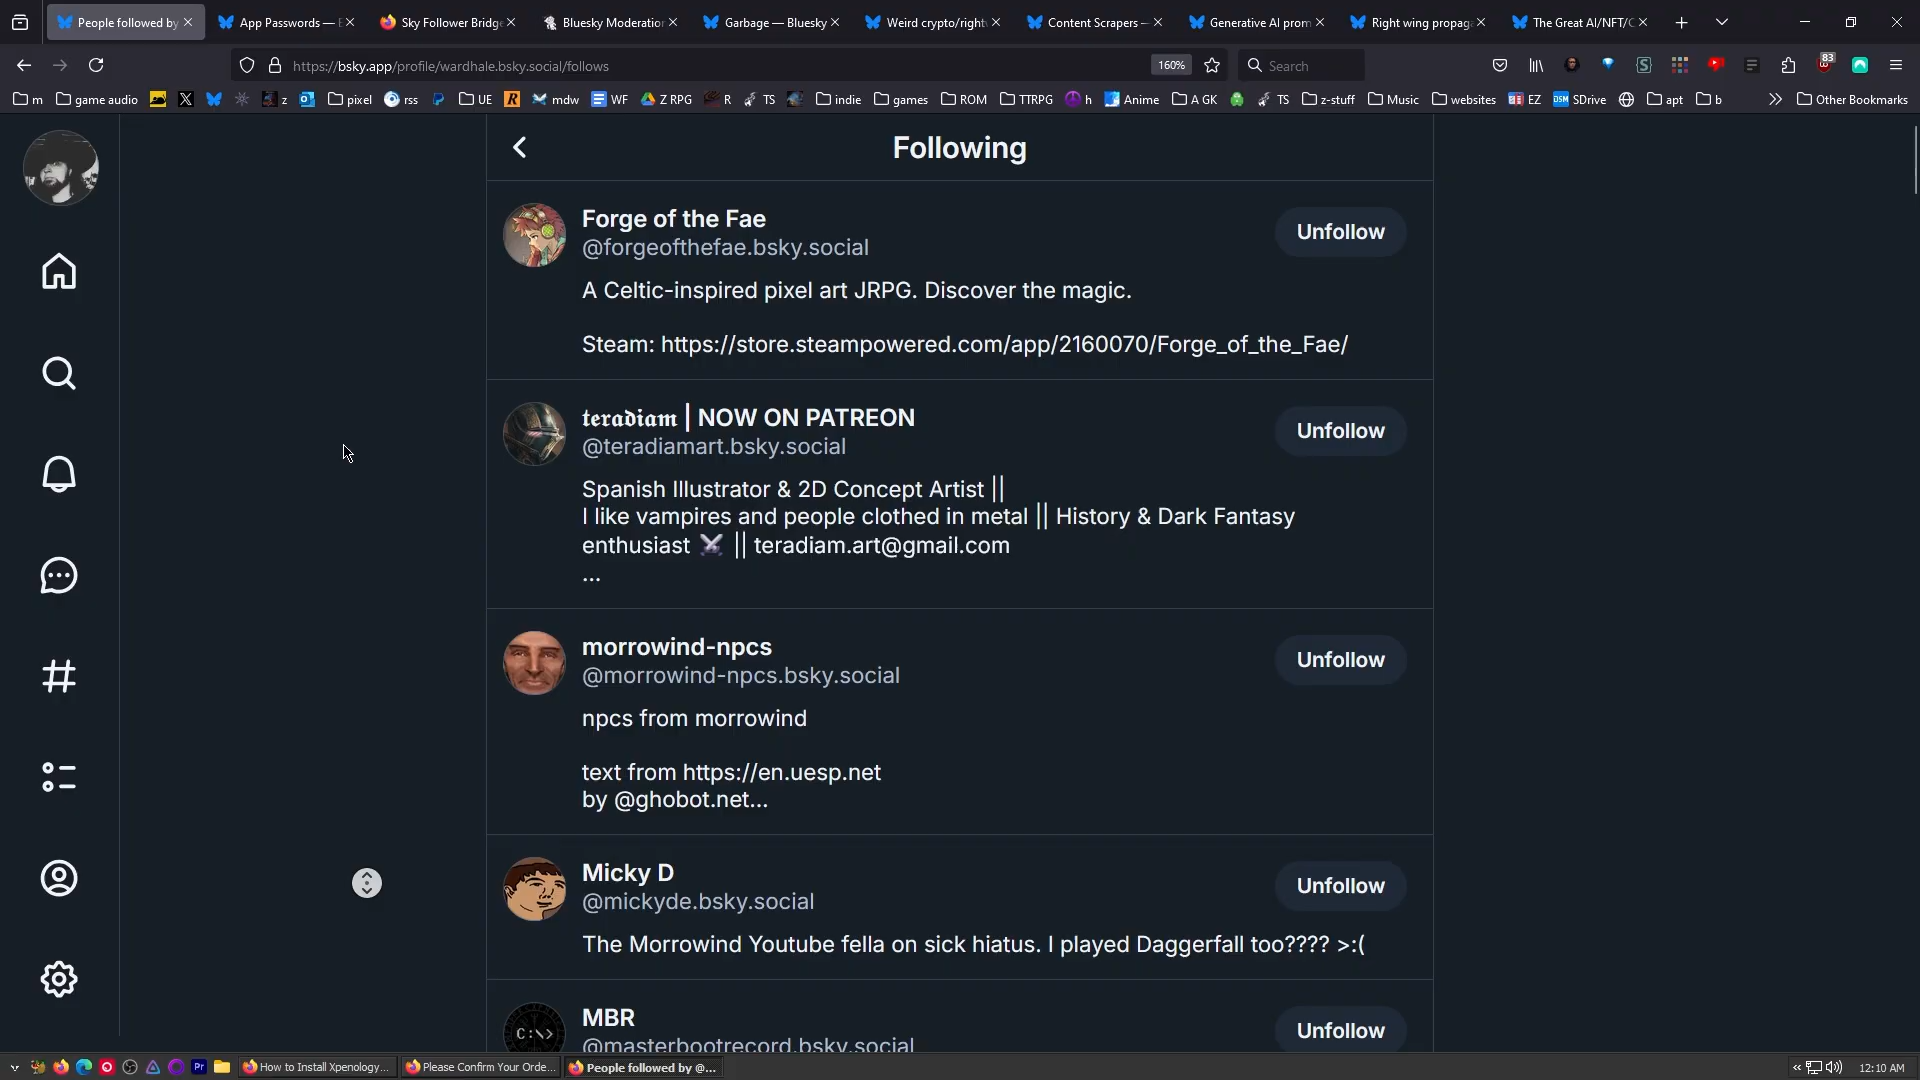 People followed by
App Passwords — B
Sky Follower Bridge
Bluesky Moderation
Garbage — Bluesky
Weird crypto/right
Content Scrapers —
Generative AI prom
Right wing propaga
The Great AI/NFT/C
https://bsky.app/profile/wardhale.bsky.social/follows
160%
Search
83
m
game audio
z
pixel
rss
UE
mdw
WF
Z RPG
R
TS
indie
games
ROM
TTRPG
h
Anime
A GK
TS
z-stuff
Music
websites
EZ
SDrive
apt
b
Other Bookmarks
Following
Forge of the Fae
@forgeofthefae.bsky.social
Unfollow
A Celtic-inspired pixel art JRPG. Discover the magic.
Steam: https://store.steampowered.com/app/2160070/Forge_of_the_Fae/
𝖙𝖊𝖗𝖆𝖉𝖎𝖆𝖒 | NOW ON PATREON
@teradiamart.bsky.social
Unfollow
Spanish Illustrator & 2D Concept Artist ||
I like vampires and people clothed in metal || History & Dark Fantasy
enthusiast ⚔️ || teradiam.art@gmail.com
...
morrowind-npcs
@morrowind-npcs.bsky.social
Unfollow
npcs from morrowind
text from https://en.uesp.net
by @ghobot.net...
Micky D
@mickyde.bsky.social
Unfollow
The Morrowind Youtube fella on sick hiatus. I played Daggerfall too???? >:(
C:\>
MBR
@masterbootrecord.bsky.social
Unfollow
How to Install Xpenology...
Please Confirm Your Orde...
People followed by @...
12:10 AM